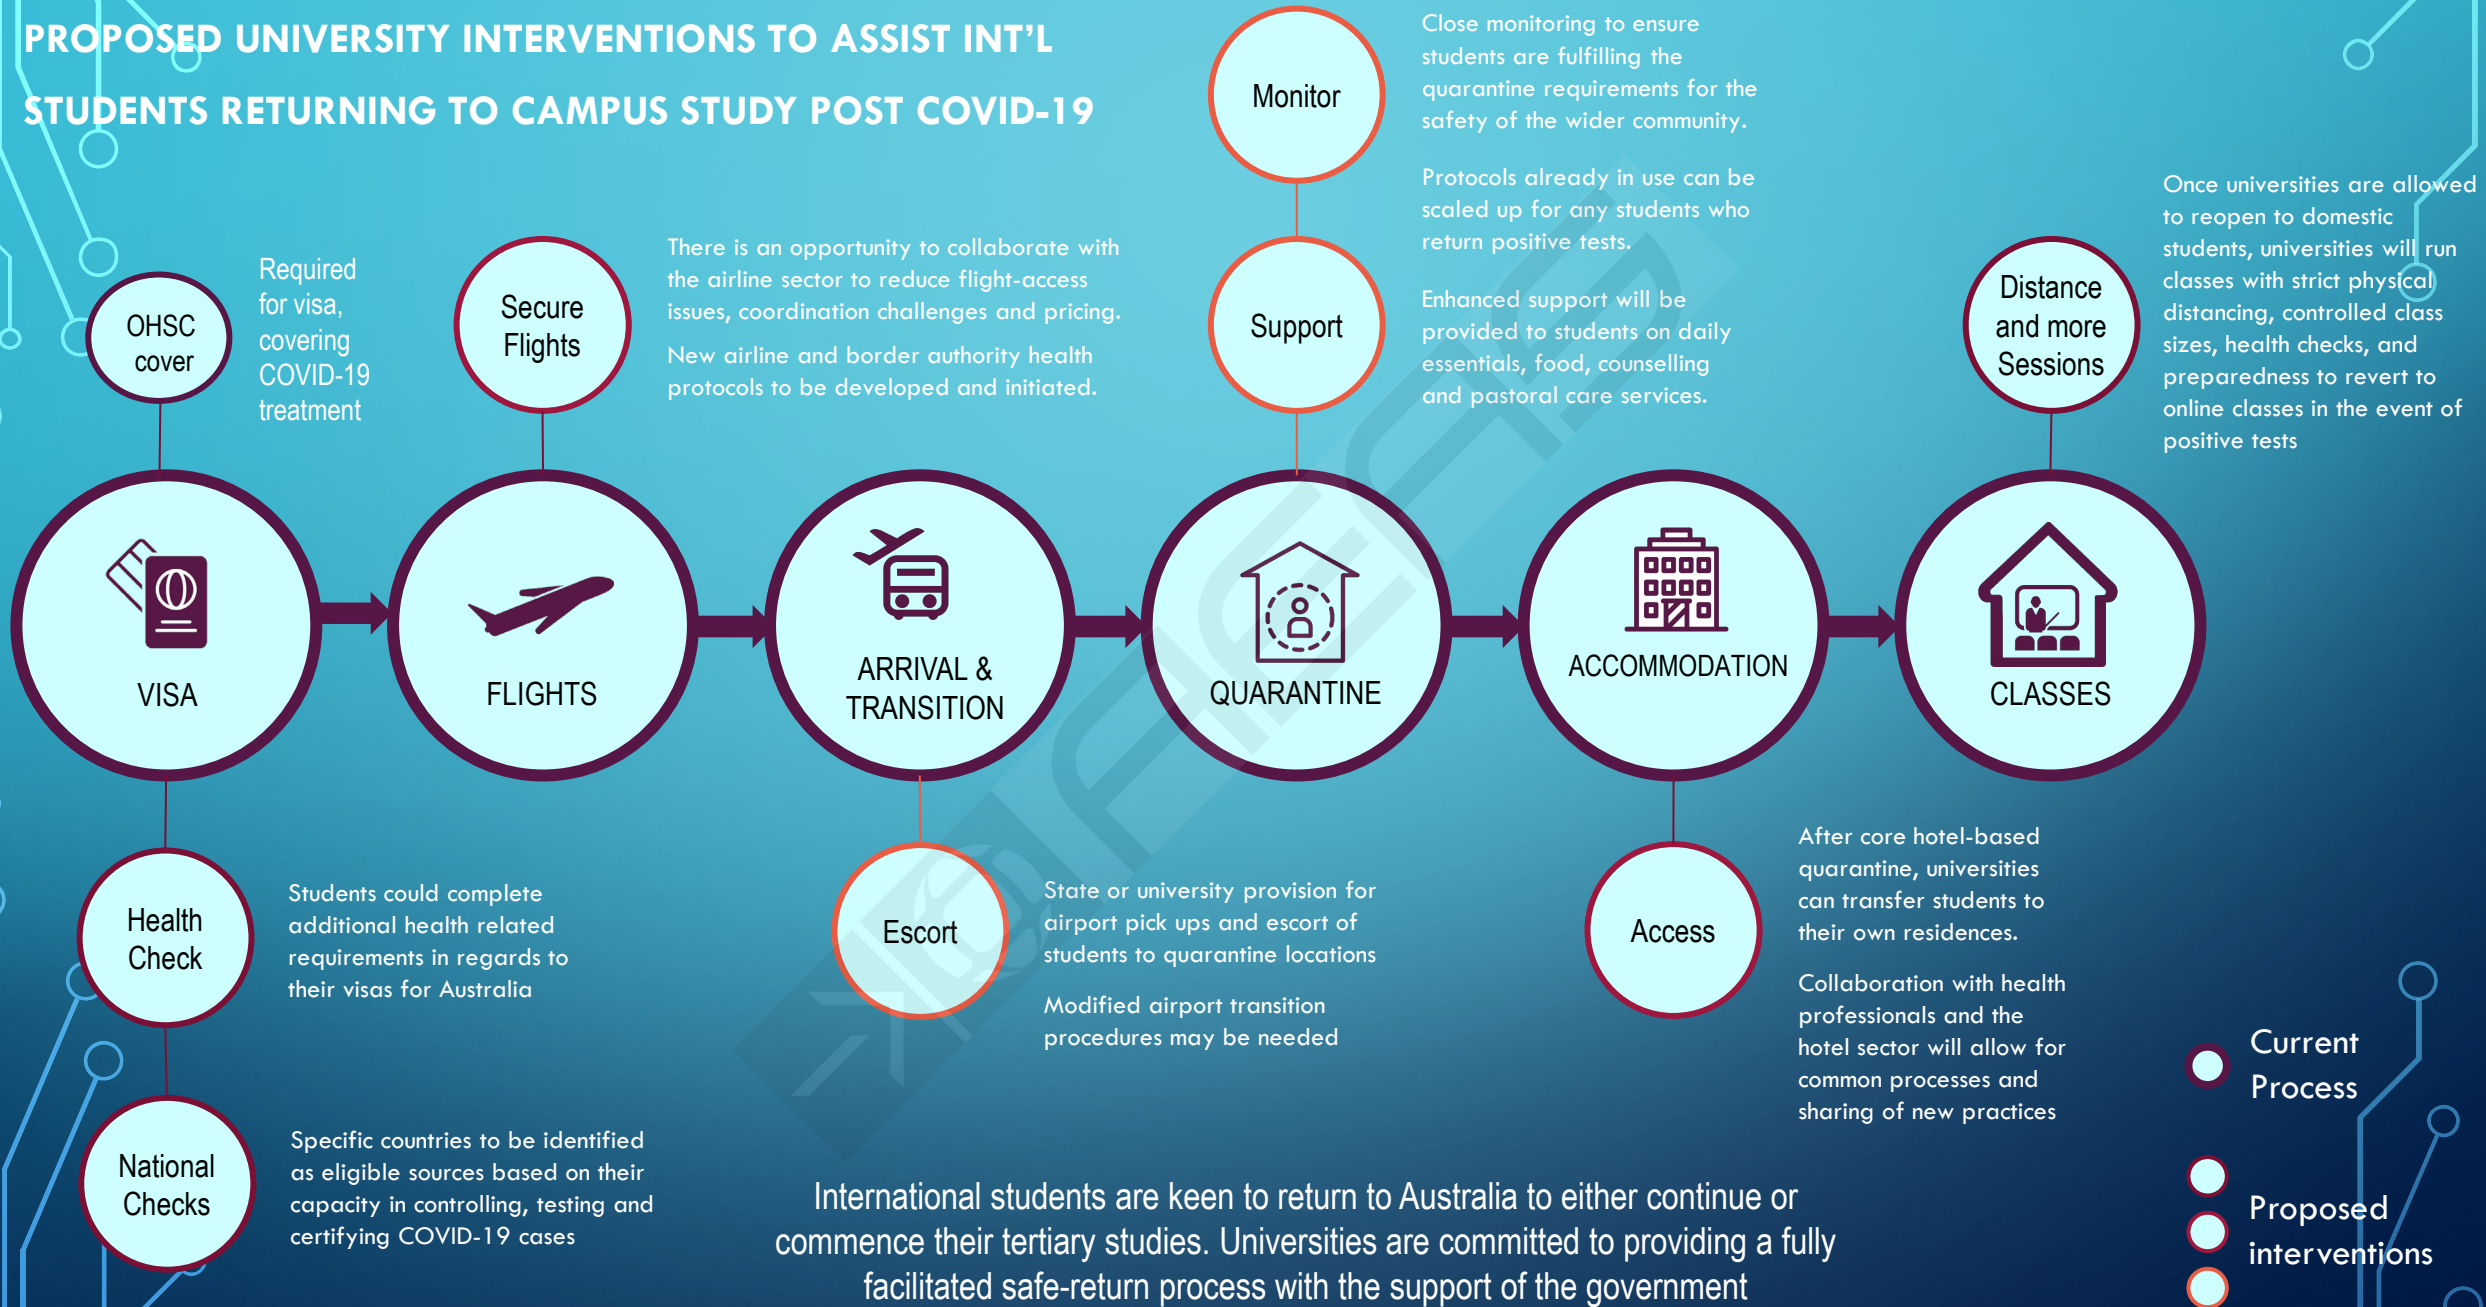 PROPOSED UNIVERSITY INTERVENTIONS TO ASSIST INT'L
STUDENTS RETURNING TO CAMPUS STUDY POST COVID-19
Monitor
Close monitoring to ensure
students are fulfilling the
quarantine requirements for the
safety of the wider community.
Protocols already in use can be
scaled up for any students who
return positive tests.
Support
Enhanced support will be
provided to students on daily
essentials, food, counselling
and pastoral care services.
OHSC
cover
Required
for visa,
covering
COVID-19
treatment
Secure
Flights
There is an opportunity to collaborate with
the airline sector to reduce flight-access
issues, coordination challenges and pricing.
New airline and border authority health
protocols to be developed and initiated.
Distance
and more
Sessions
Once universities are allowed
to reopen to domestic
students, universities will run
classes with strict physical
distancing, controlled class
sizes, health checks, and
preparedness to revert to
online classes in the event of
positive tests
VISA
FLIGHTS
ARRIVAL &
TRANSITION
QUARANTINE
ACCOMMODATION
CLASSES
Health
Check
Students could complete
additional health related
requirements in regards to
their visas for Australia
National
Checks
Specific countries to be identified
as eligible sources based on their
capacity in controlling, testing and
certifying COVID-19 cases
Escort
State or university provision for
airport pick ups and escort of
students to quarantine locations
Modified airport transition
procedures may be needed
Access
After core hotel-based
quarantine, universities
can transfer students to
their own residences.
Collaboration with health
professionals and the
hotel sector will allow for
common processes and
sharing of new practices
Current
Process
Proposed
interventions
International students are keen to return to Australia to either continue or
commence their tertiary studies. Universities are committed to providing a fully
facilitated safe-return process with the support of the government